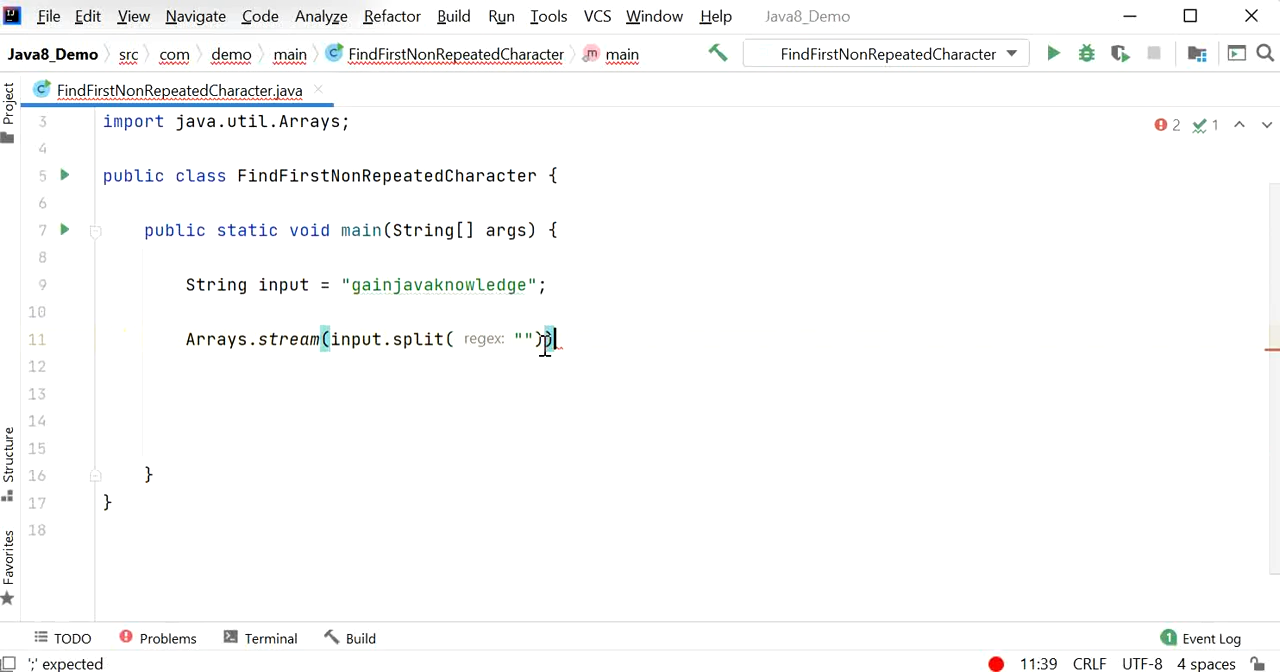 File Edit View Navigate Code Analyze Refactor Build Run Tools VCS Window Help Java8_Demo
Java8_Demo src com demo main FindFirstNonRepeatedCharacter main FindFirstNonRepeatedCharacter
FindFirstNonRepeatedCharacter.java
Project
3 import java.util.Arrays; 2 1
4
5 public class FindFirstNonRepeatedCharacter {
6
7 public static void main(String[] args) {
8
9 String input = "gainjavaknowledge";
10
11 Arrays.stream(input.split( regex: ""))
12
13
14
15
16 }
17 }
18
Structure
Favorites
TODO Problems Terminal Build 1 Event Log
';' expected 11:39 CRLF UTF-8 4 spaces